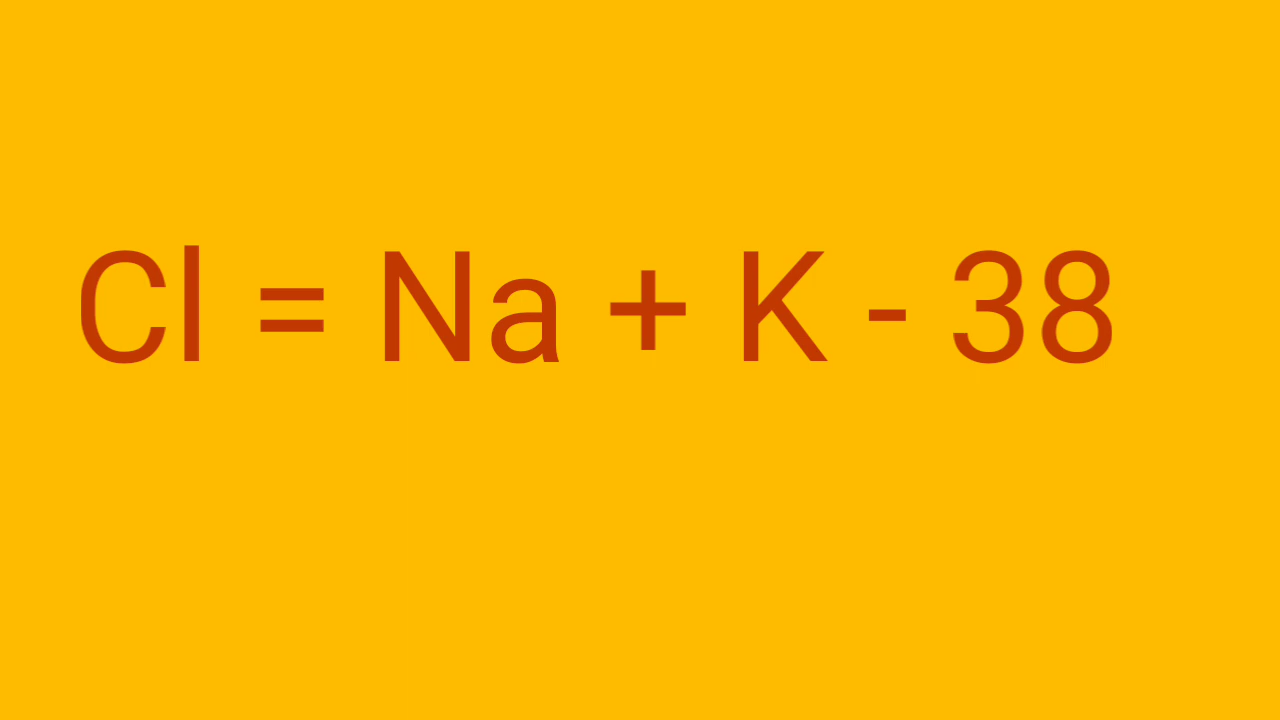 Cl = Na + K - 38